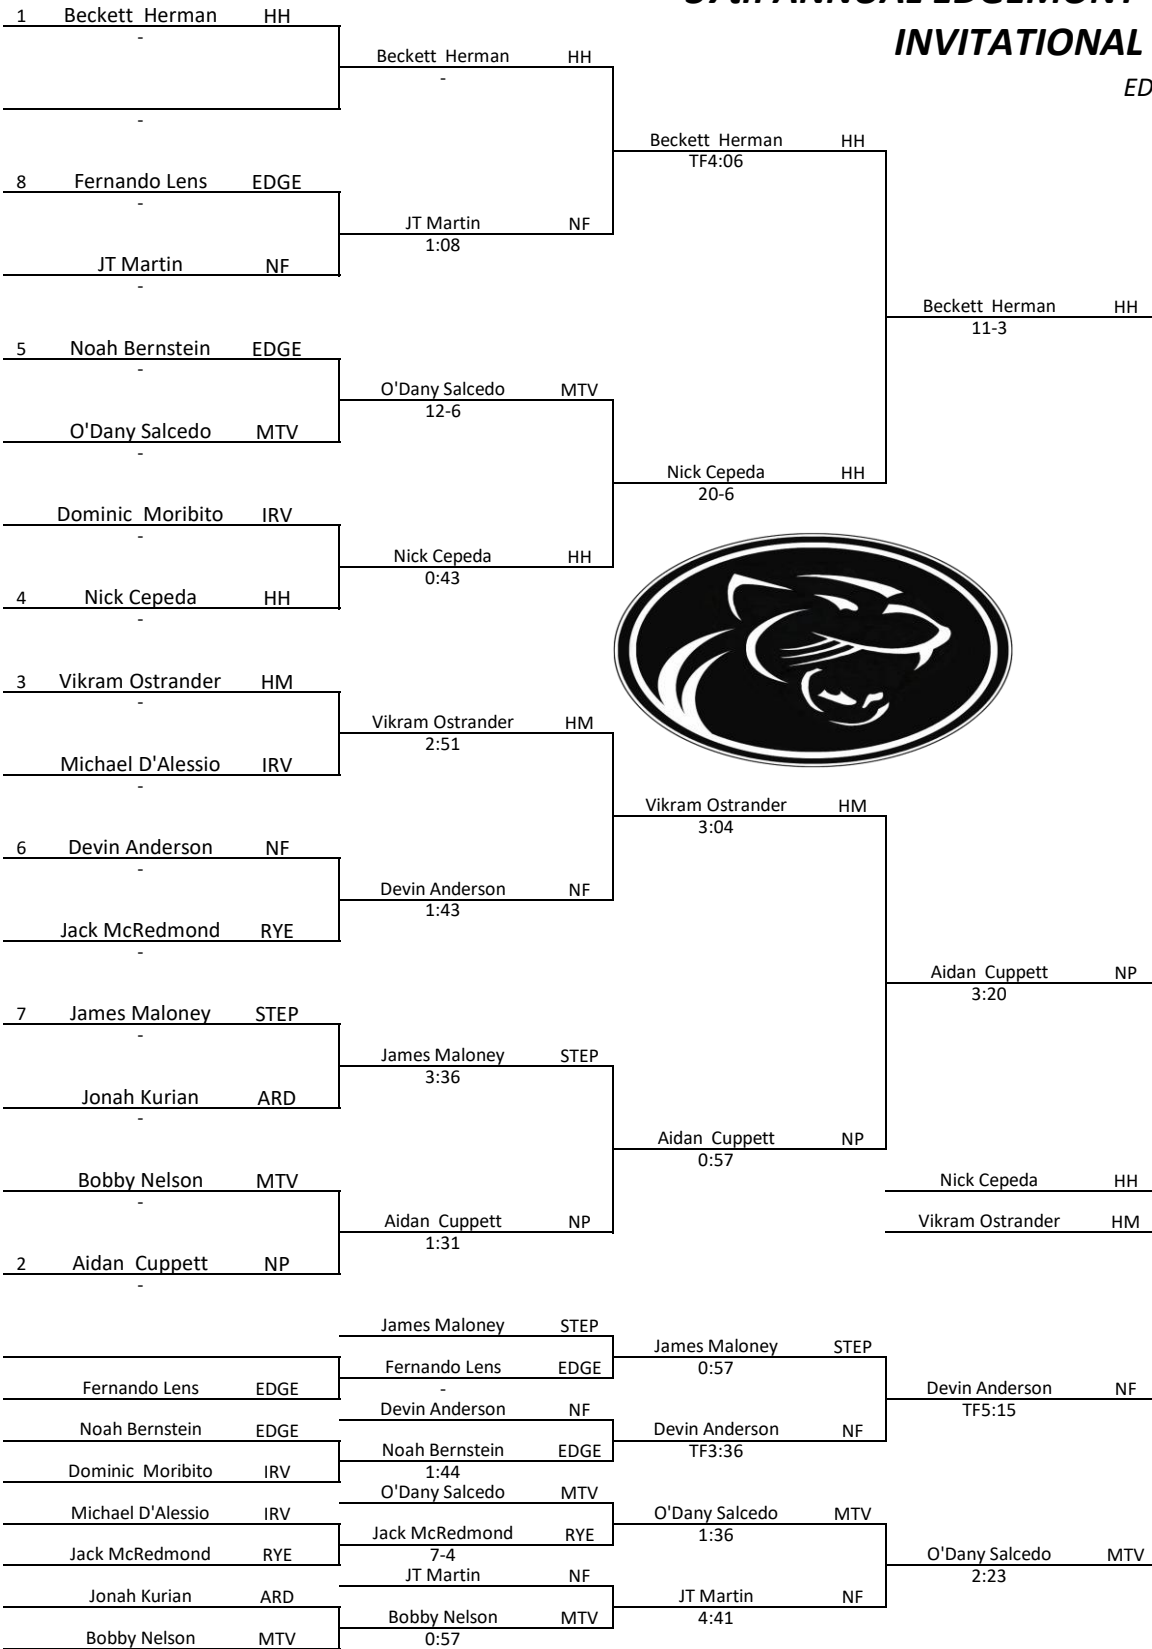 ANNUAL EDGEMONT
1 Beckett Herman HH
-
INVITATIONAL
Beckett Herman HH
-
ED
-
Beckett Herman HH
TF4:06
8 Fernando Lens EDGE
-
JT Martin NF
1:08
JT Martin NF
-
Beckett Herman HH
11-3
5 Noah Bernstein EDGE
-
O'Dany Salcedo MTV
12-6
O'Dany Salcedo MTV
-
Nick Cepeda HH
20-6
Dominic Moribito IRV
-
Nick Cepeda HH
0:43
4 Nick Cepeda HH
-
3 Vikram Ostrander HM
-
Vikram Ostrander HM
2:51
Michael D'Alessio IRV
-
Vikram Ostrander HM
3:04
6 Devin Anderson NF
-
Devin Anderson NF
1:43
Jack McRedmond RYE
-
Aidan Cuppett NP
3:20
7 James Maloney STEP
-
James Maloney STEP
3:36
Jonah Kurian ARD
-
Aidan Cuppett NP
0:57
Bobby Nelson MTV
-
Nick Cepeda HH
Aidan Cuppett NP
1:31
Vikram Ostrander HM
2 Aidan Cuppett NP
-
James Maloney STEP
James Maloney STEP
0:57
Fernando Lens EDGE
-
Fernando Lens EDGE
Devin Anderson NF
TF5:15
Devin Anderson NF
Noah Bernstein EDGE
Devin Anderson NF
TF3:36
Noah Bernstein EDGE
1:44
Dominic Moribito IRV
O'Dany Salcedo MTV
Michael D'Alessio IRV
O'Dany Salcedo MTV
1:36
Jack McRedmond RYE
7-4
Jack McRedmond RYE
O'Dany Salcedo MTV
2:23
JT Martin NF
Jonah Kurian ARD
JT Martin NF
4:41
Bobby Nelson MTV
0:57
Bobby Nelson MTV